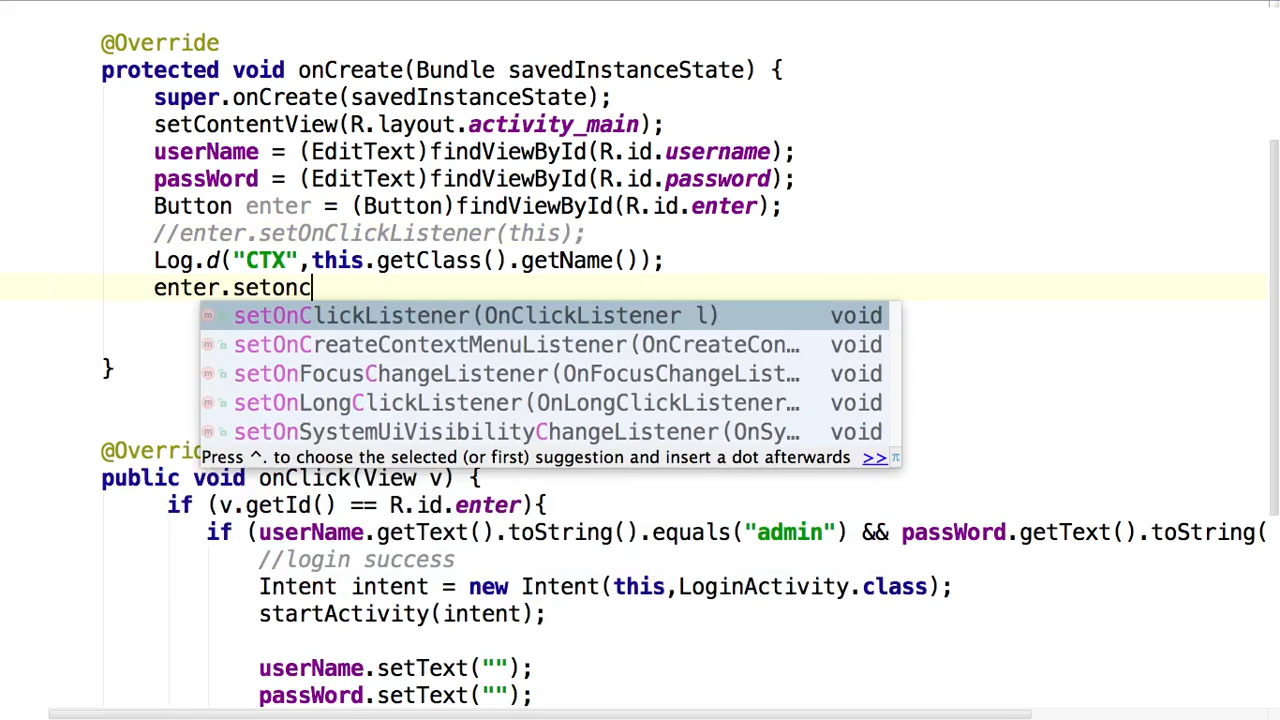 @Override
protected void onCreate(Bundle savedInstanceState) {
super.onCreate(savedInstanceState);
setContentView(R.layout.activity_main);
userName = (EditText)findViewById(R.id.username);
passWord = (EditText)findViewById(R.id.password);
Button enter = (Button)findViewById(R.id.enter);
//enter.setOnClickListener(this);
Log.d("CTX",this.getClass().getName());
enter.setonc
setOnClickListener(OnClickListener l) void
setOnCreateContextMenuListener(OnCreateCon… void
setOnFocusChangeListener(OnFocusChangeList… void
setOnLongClickListener(OnLongClickListener… void
setOnSystemUiVisibilityChangeListener(OnSy… void
Press ^. to choose the selected (or first) suggestion and insert a dot afterwards >> π
}
@Overrid
public void onClick(View v) {
if (v.getId() == R.id.enter){
if (userName.getText().toString().equals("admin") && passWord.getText().toString(
//login success
Intent intent = new Intent(this,LoginActivity.class);
startActivity(intent);
userName.setText("");
passWord.setText("");